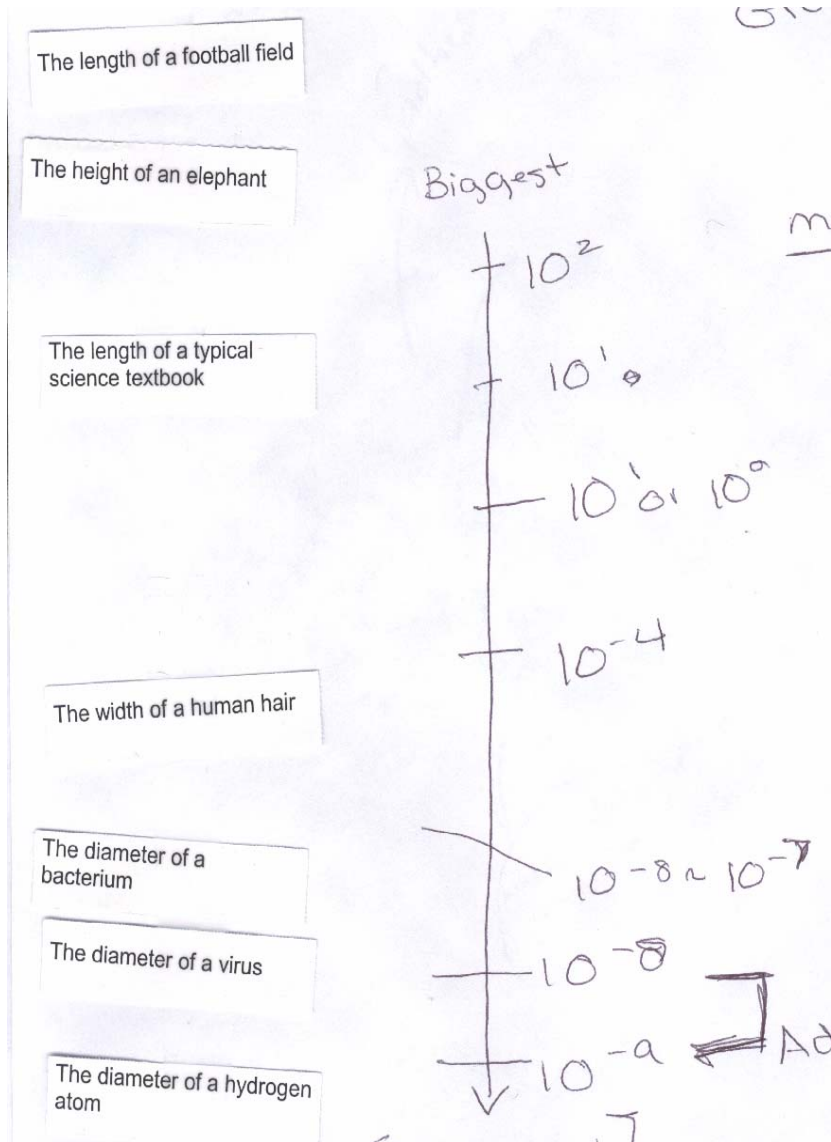 The length of a football field
The height of an elephant
Biggest
10²
m
The length of a typical
science textbook
10¹
10¹ or 10⁰
10⁻⁴
The width of a human hair
The diameter of a
bacterium
10⁻⁸ ~ 10⁻⁷
The diameter of a virus
10⁻⁸
10⁻⁹
Ad
The diameter of a hydrogen
atom